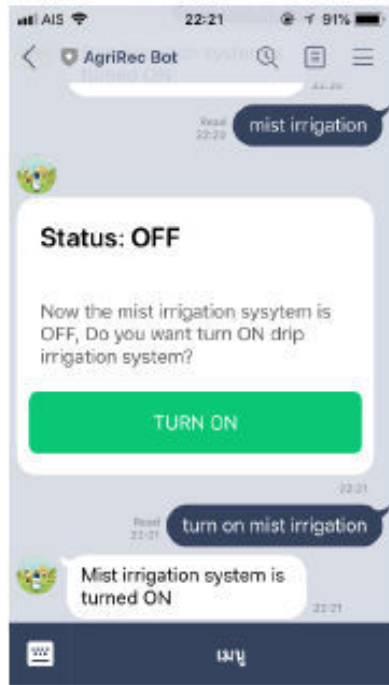 AIS 22:21 91%
AgriRec Bot
turned ON
mist irrigation
Read
Status: OFF
Now the mist irrigation sysytem is
OFF, Do you want turn ON drip
irrigation system?
TURN ON
22:21
Read
22:21
turn on mist irrigation
Mist irrigation system is
turned ON
22:21
เมนู